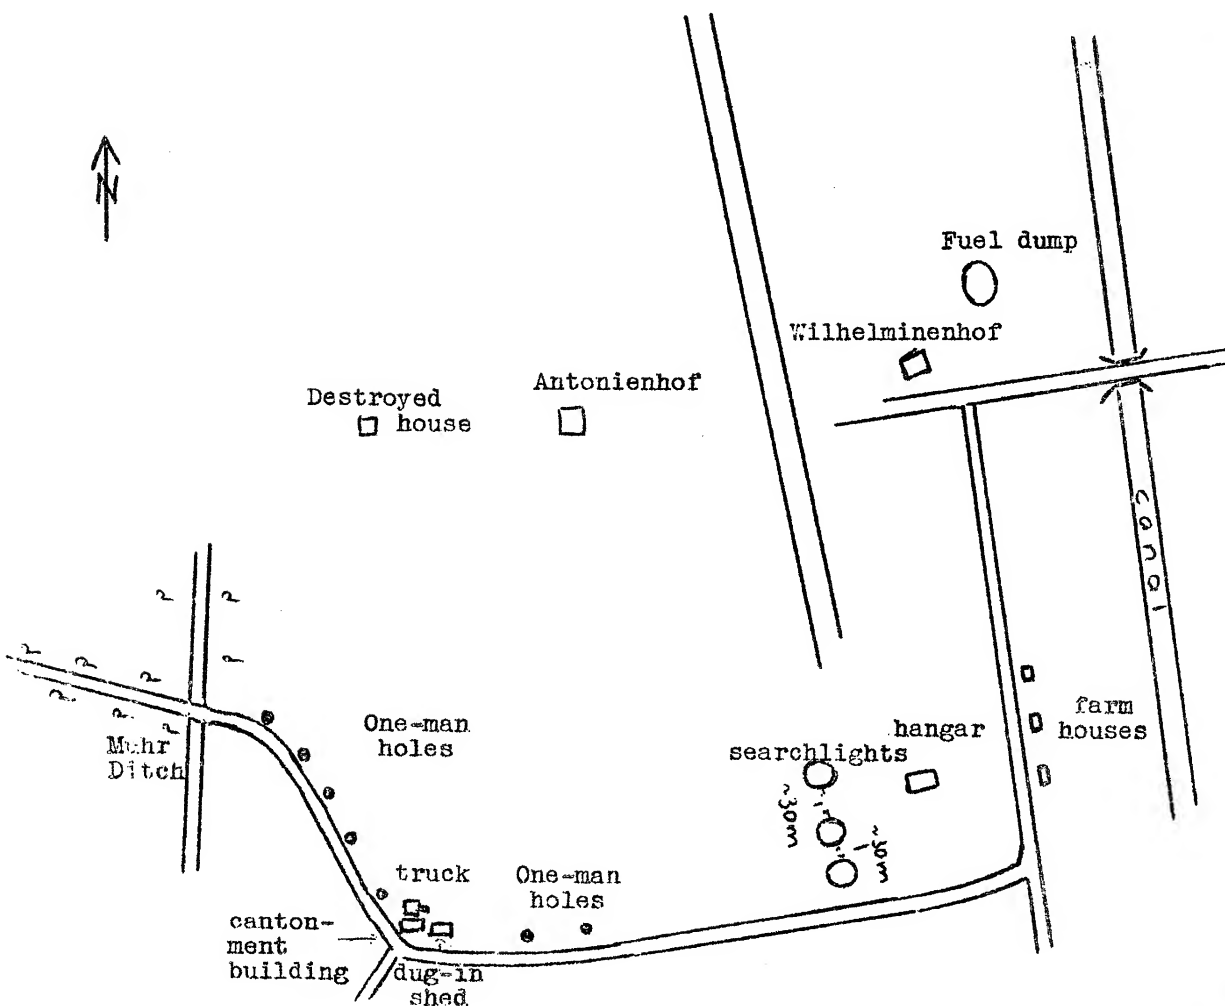 N
Fuel dump
Wilhelminenhof
Antonienhof
Destroyed
house
canal
One-man
holes
Muhr
Ditch
farm
houses
hangar
searchlights
~30m
~30m
truck
One-man
holes
canton-
ment
building
dug-in
shed